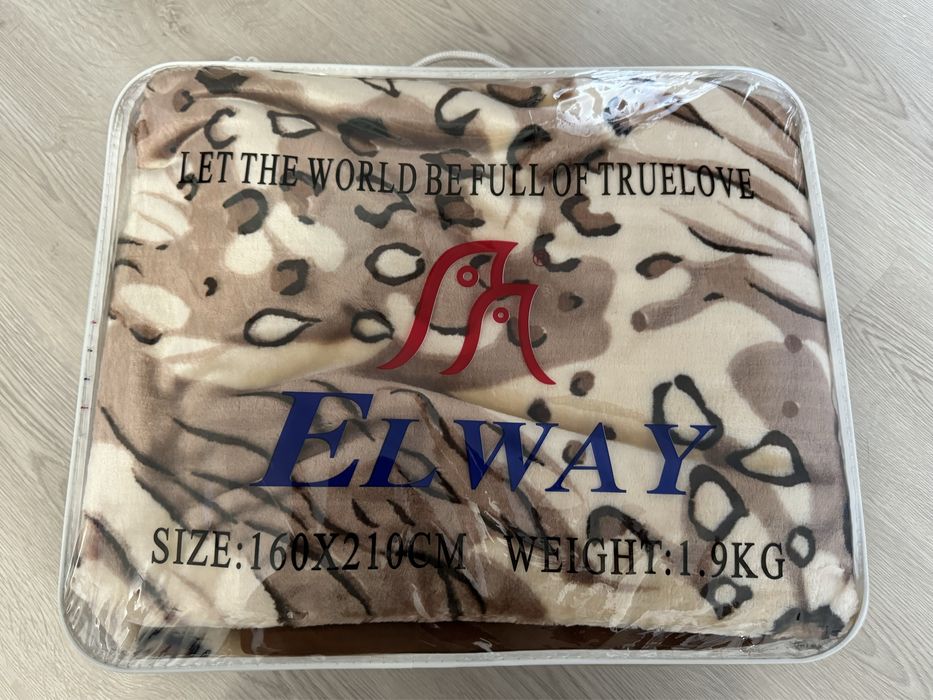 LET THE WORLD BE FULL OF TRUELOVE
®
ELWAY
SIZE:160X210CM WEIGHT:1.9KG